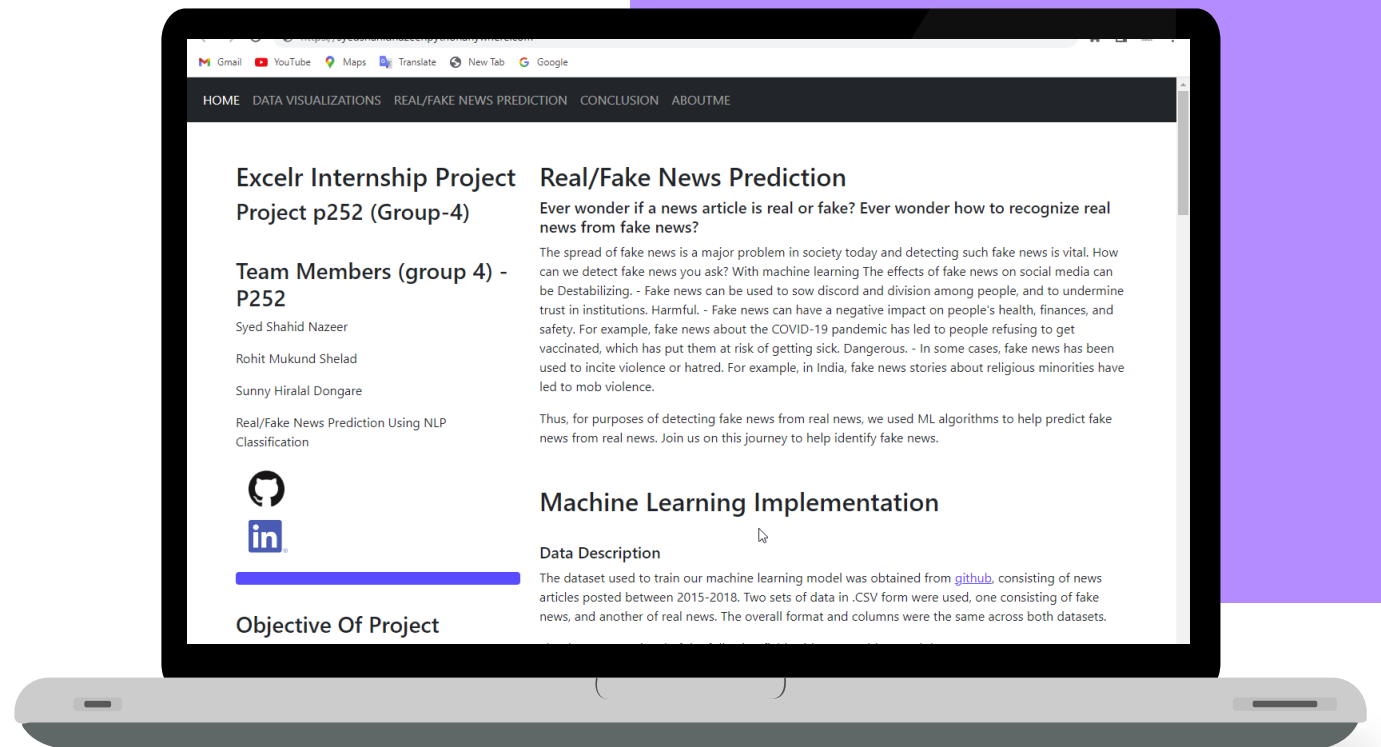 Gmail YouTube Maps Translate New Tab Google
HOME DATA VISUALIZATIONS REAL/FAKE NEWS PREDICTION CONCLUSION ABOUTME
Excelr Internship Project
Project p252 (Group-4)
Team Members (group 4) -
P252
Syed Shahid Nazeer
Rohit Mukund Shelad
Sunny Hiralal Dongare
Real/Fake News Prediction Using NLP
Classification
in
Objective Of Project
Real/Fake News Prediction
Ever wonder if a news article is real or fake? Ever wonder how to recognize real
news from fake news?
The spread of fake news is a major problem in society today and detecting such fake news is vital. How
can we detect fake news you ask? With machine learning The effects of fake news on social media can
be Destabilizing. - Fake news can be used to sow discord and division among people, and to undermine
trust in institutions. Harmful. - Fake news can have a negative impact on people's health, finances, and
safety. For example, fake news about the COVID-19 pandemic has led to people refusing to get
vaccinated, which has put them at risk of getting sick. Dangerous. - In some cases, fake news has been
used to incite violence or hatred. For example, in India, fake news stories about religious minorities have
led to mob violence.
Thus, for purposes of detecting fake news from real news, we used ML algorithms to help predict fake
news from real news. Join us on this journey to help identify fake news.
Machine Learning Implementation
Data Description
The dataset used to train our machine learning model was obtained from github, consisting of news
articles posted between 2015-2018. Two sets of data in .CSV form were used, one consisting of fake
news, and another of real news. The overall format and columns were the same across both datasets.